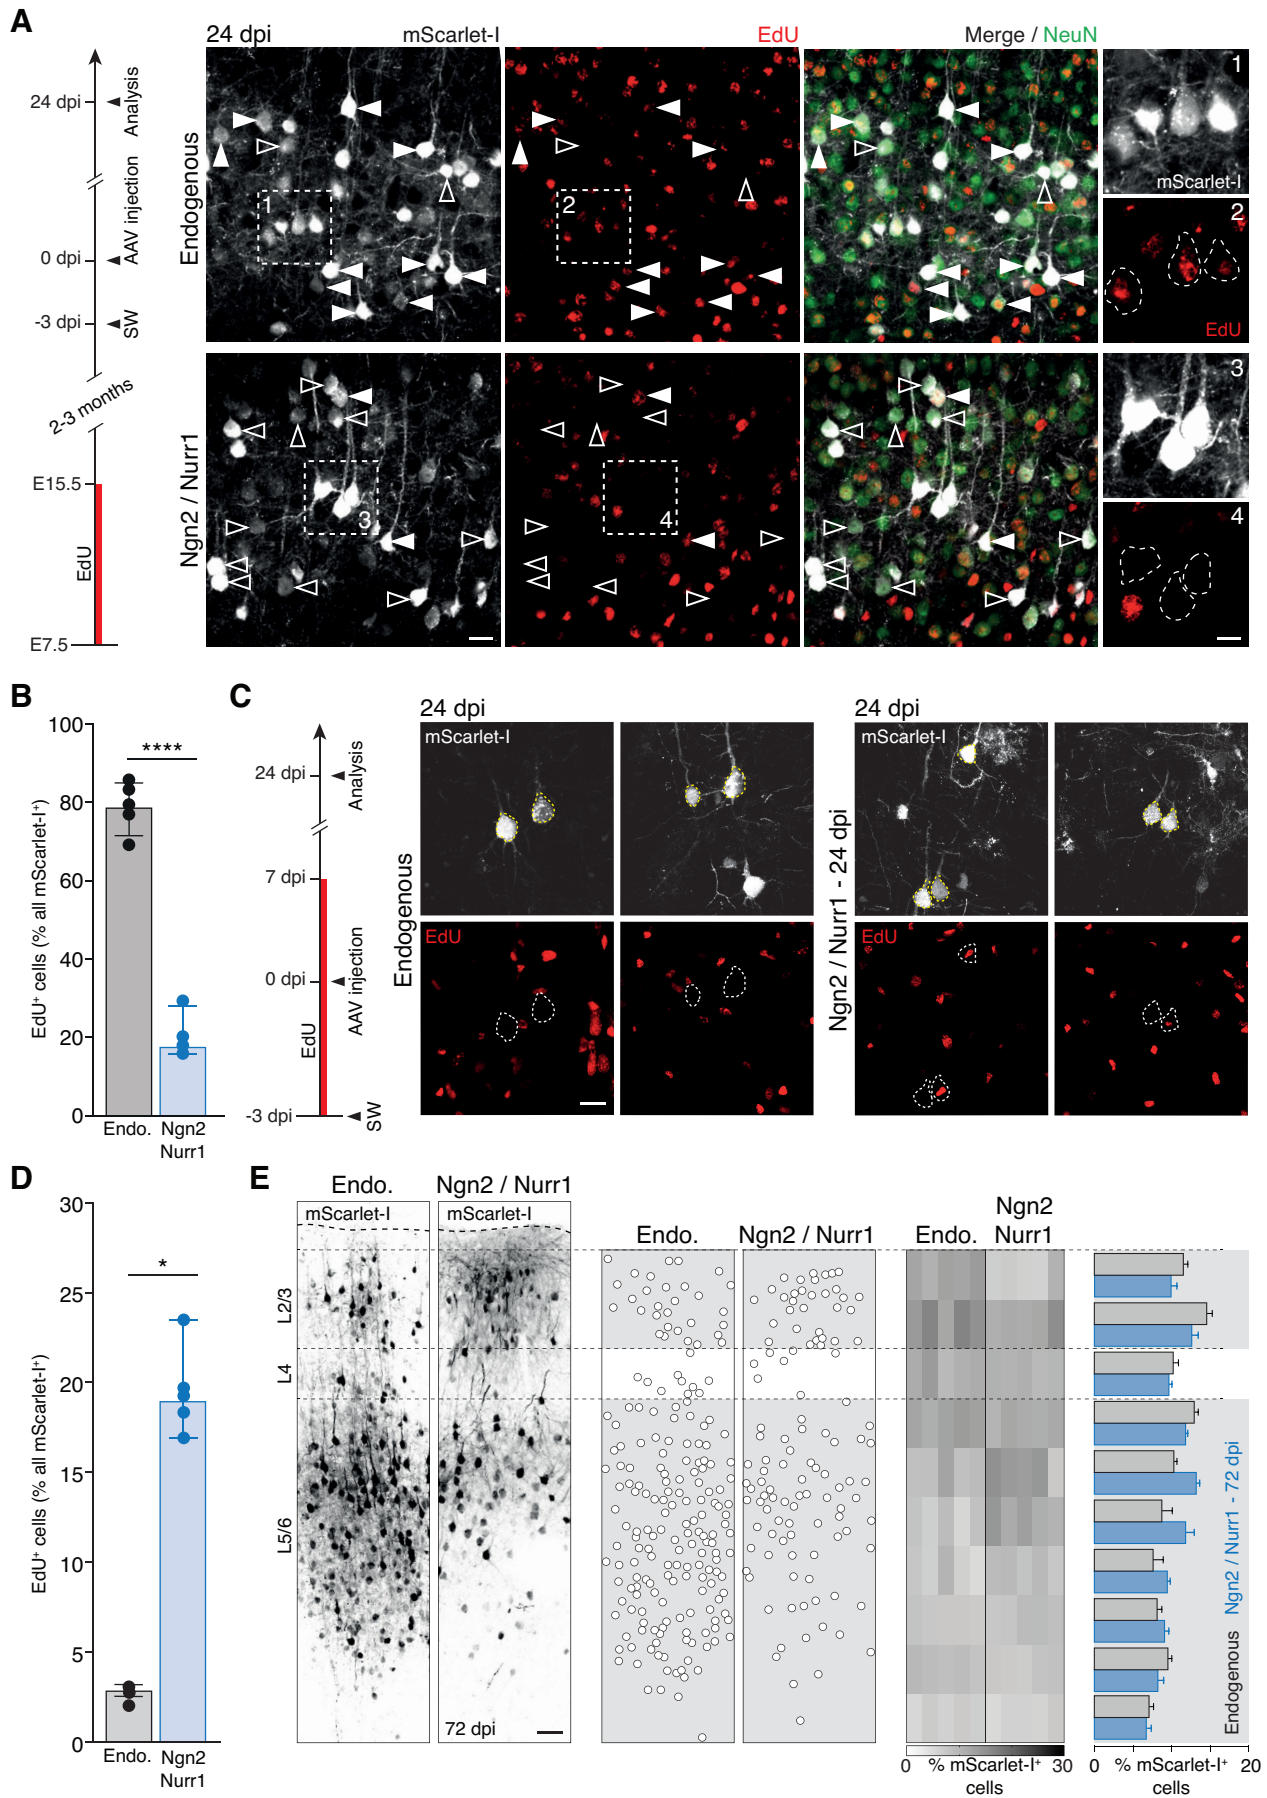 A
24 dpi
mScarlet-I
EdU
Merge / NeuN
24 dpi
Analysis
AAV injection
0 dpi
-3 dpi
SW
2-3 months
E15.5
EdU
E7.5
Endogenous
1
2
1
mScarlet-I
2
EdU
Ngn2 / Nurr1
3
4
3
4
B
100
80
60
40
20
0
EdU⁺ cells (% all mScarlet-I⁺)
****
Endo.
Ngn2
Nurr1
C
24 dpi
Analysis
7 dpi
0 dpi
AAV injection
EdU
-3 dpi
SW
24 dpi
mScarlet-I
Endogenous
EdU
24 dpi
mScarlet-I
Ngn2 / Nurr1 - 24 dpi
EdU
D
30
25
20
15
10
5
0
EdU⁺ cells (% all mScarlet-I⁺)
*
Endo.
Ngn2
Nurr1
E
Endo.
Ngn2 / Nurr1
mScarlet-I
mScarlet-I
L2/3
L4
L5/6
72 dpi
Endo.
Ngn2 / Nurr1
Endo.
Ngn2
Nurr1
0
% mScarlet-I⁺
cells
30
Endogenous
Ngn2 / Nurr1 - 72 dpi
0
% mScarlet-I⁺
cells
20